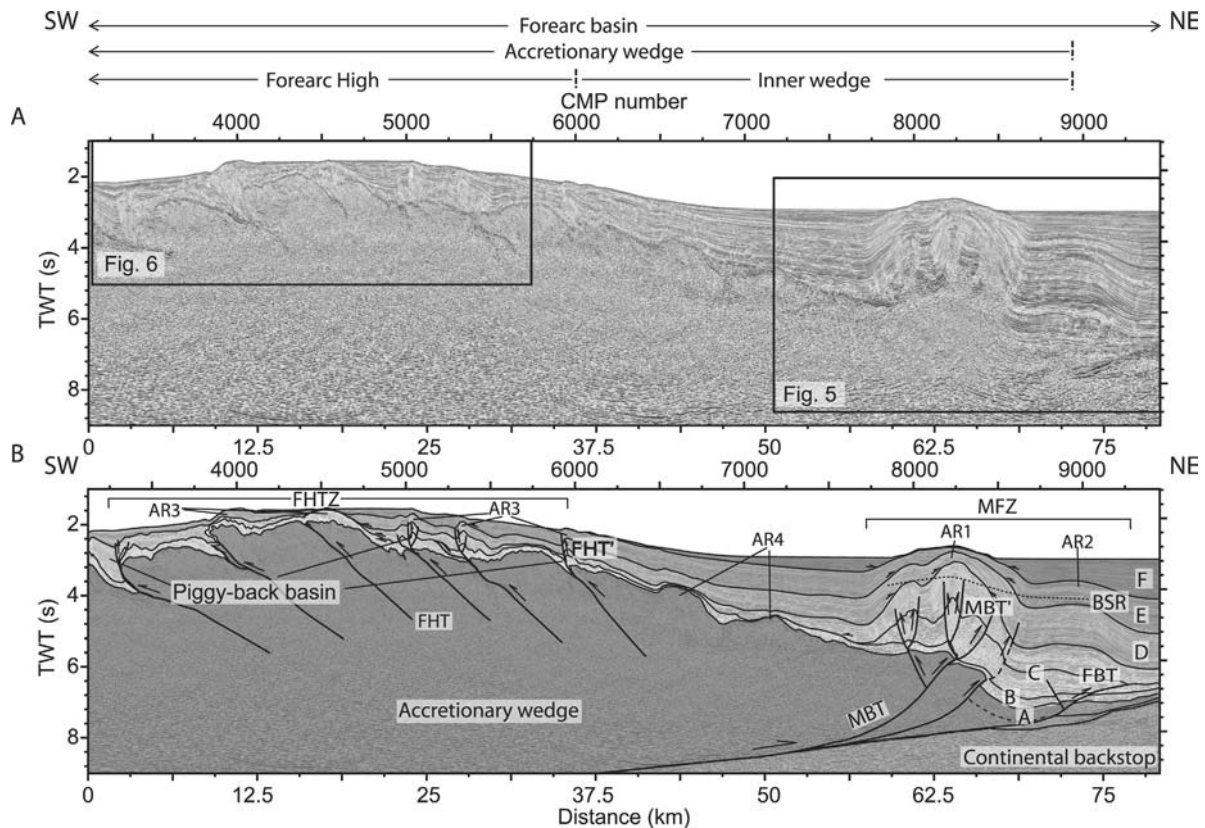 SW NE
Forearc basin
Accretionary wedge
Forearc High Inner wedge
CMP number
A 4000 5000 6000 7000 8000 9000
2
4
6
8
TWT (s)
Fig. 6
Fig. 5
0 12.5 25 37.5 50 62.5 75
B SW 4000 5000 6000 7000 8000 9000 NE
FHTZ MFZ
AR3 AR3 AR1
AR4 AR2
2
4
6
8
TWT (s)
FHT'
Piggy-back basin
FHT
MBT'
F
BSR
E
D
C FBT
B
A
MBT
Accretionary wedge
Continental backstop
0 12.5 25 37.5 50 62.5 75
Distance (km)